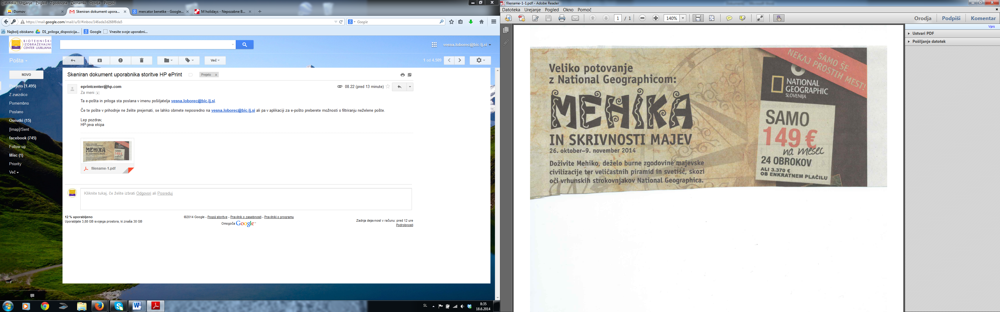 Datoteka Urejanje Pogled Zgodovina Zaznamki Orodja Pomoč
Domov
Skeniran dokument upora...
mercator benetke - Google...
M holidays - Nepozabne B...
https://mail.google.com/mail/u/0/#inbox/146ada3d268f8da5
Google
Najbolj obiskano
D1_priloga_dispozicija...
Google
Vnesite svoje uporabni...
BIOTEHNIŠKI
IZOBRAŽEVALNI
CENTER LJUBLJANA
vesna.loborec@bic-lj.si
Pošta
Več
1 od 4.509
NOVO
Prejeto (1.495)
Z zvezdico
Pomembno
Poslano
Osnutki (15)
[Imap]/Sent
facebook (745)
Follow up
Misc (1)
Priority
Več
Skeniran dokument uporabnika storitve HP ePrint
Prejeto x
eprintcenter@hp.com
08.22 (pred 13 minute)
Za meni
Ta e-pošta in priloga sta poslana v imenu pošiljatelja vesna.loborec@bic-lj.si.
Če te pošte v prihodnje ne želite prejemati, se lahko obrnete neposredno na vesna.loborec@bic-lj.si ali pa v aplikaciji za e-pošto preberete možnosti o filtriranju neželene pošte.
Lep pozdrav,
HP-jeva ekipa
filename-1.pdf
Kliknite tukaj, če želite izbrati Odgovori ali Posreduj
12 % uporabljeno
Uporabljate 3,88 GB svojega prostora, ki znaša 30 GB
©2014 Google - Pogoji storitve - Pravilnik o zasebnosti - Pravilniki o programu
Omogoča Google™
Zadnja dejavnost v računu: pred 12 ure
Podrobnosti
SL
8:35
18.6.2014
filename-1-1.pdf - Adobe Reader
Datoteka Urejanje Pogled Okno Pomoč
1 / 1
140%
Orodja
Podpiši
Komentar
Vpis
Ustvari PDF
Pošiljanje datotek
Veliko potovanje
z National Geographicom:
MEHIKA
IN SKRIVNOSTI MAJEV
26. oktober–9. november 2014
Doživite Mehiko, deželo burne zgodovine majevske
civilizacije ter veličastnih piramid in svetišč, skozi
oči vrhunskih strokovnjakov National Geographica.
SAMO ŠE
NEKAJ PROSTIH MEST!
NATIONAL
GEOGRAPHIC
SLOVENIJA
SAMO
149 €
na mesec
24 OBROKOV
ALI 3.370 €
OB ENKRATNEM PLAČILU